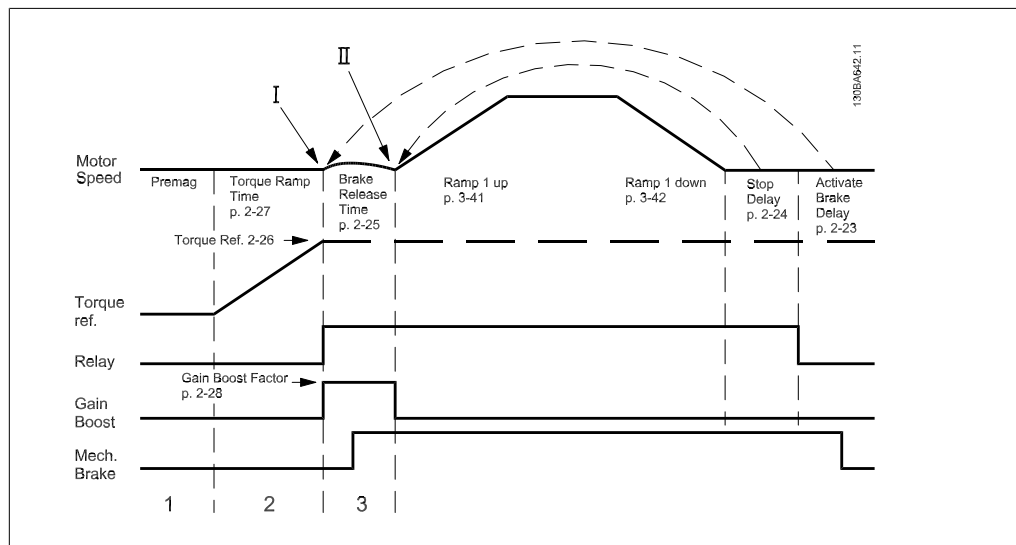 I
II
130BA642.11
Motor
Speed
Premag
Torque Ramp
Time
p. 2-27
Brake
Release
Time
p. 2-25
Ramp 1 up
p. 3-41
Ramp 1 down
p. 3-42
Stop
Delay
p. 2-24
Activate
Brake
Delay
p. 2-23
Torque Ref. 2-26
Torque
ref.
Relay
Gain Boost Factor
p. 2-28
Gain
Boost
Mech.
Brake
1
2
3